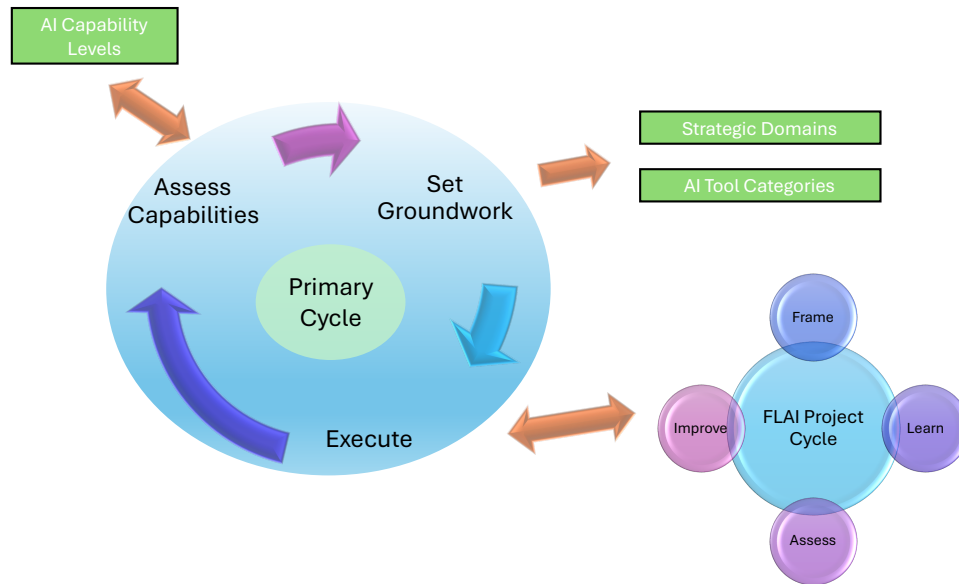 AI Capability
Levels
Strategic Domains
AI Tool Categories
Assess
Capabilities
Set
Groundwork
Primary
Cycle
Execute
Frame
Improve
FLAI Project
Cycle
Learn
Assess